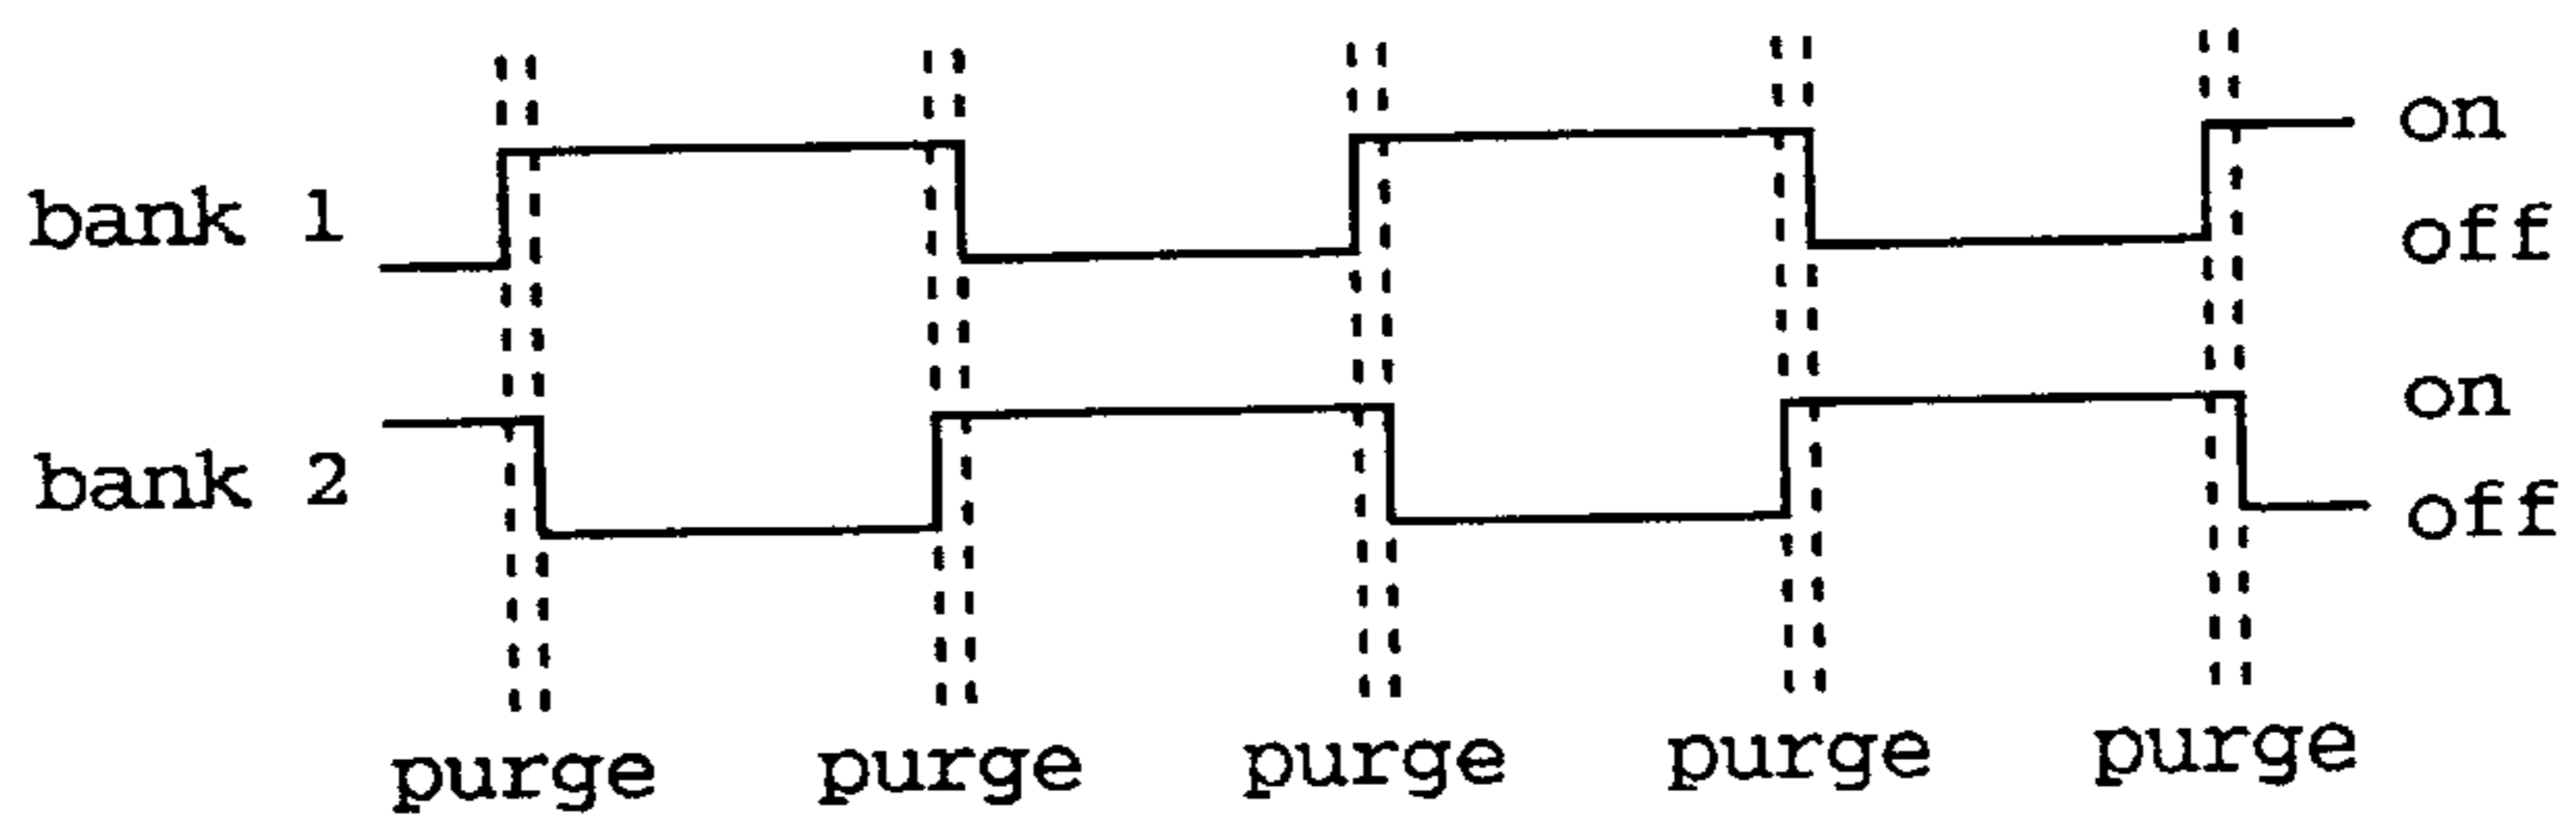 on
bank 1
off
on
bank 2
off
purge purge purge purge purge